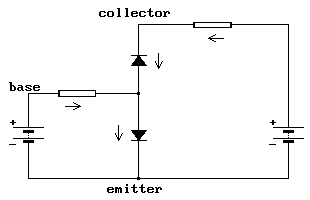 collector
base
+
+
-
-
emitter